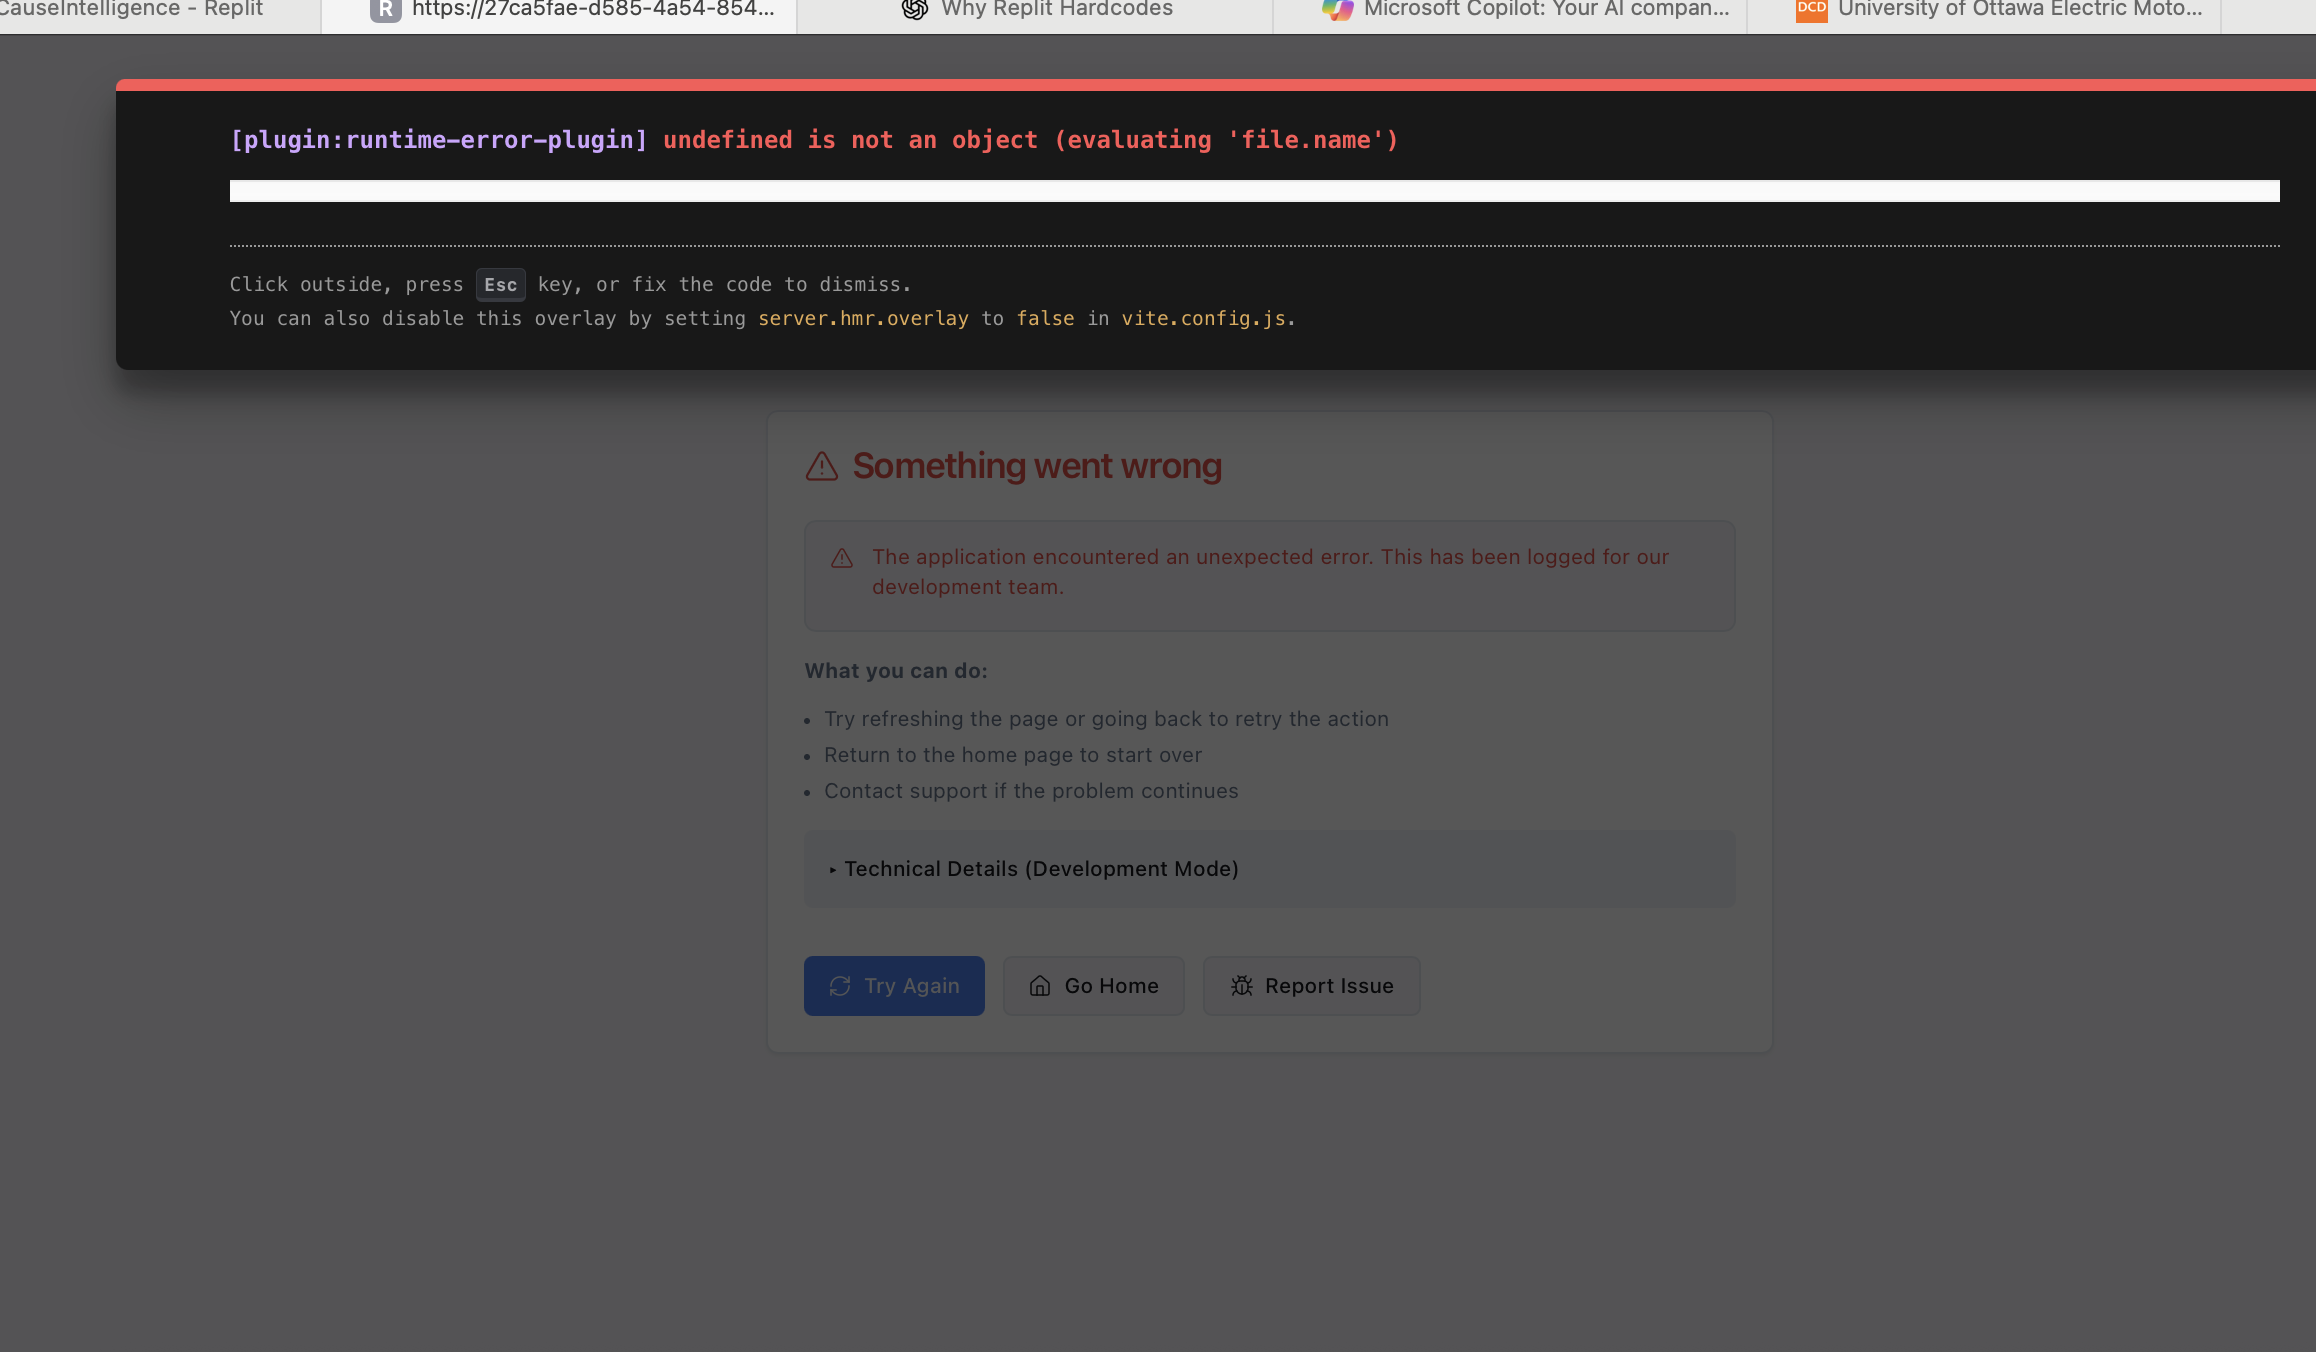 CauseIntelligence - Replit
R https://27ca5fae-d585-4a54-854...
Why Replit Hardcodes
Microsoft Copilot: Your AI compan...
DCD University of Ottawa Electric Moto...
[plugin:runtime-error-plugin] undefined is not an object (evaluating 'file.name')
Click outside, press Esc key, or fix the code to dismiss.
You can also disable this overlay by setting server.hmr.overlay to false in vite.config.js.
Something went wrong
The application encountered an unexpected error. This has been logged for our
development team.
What you can do:
• Try refreshing the page or going back to retry the action
• Return to the home page to start over
• Contact support if the problem continues
▸ Technical Details (Development Mode)
Try Again
Go Home
Report Issue